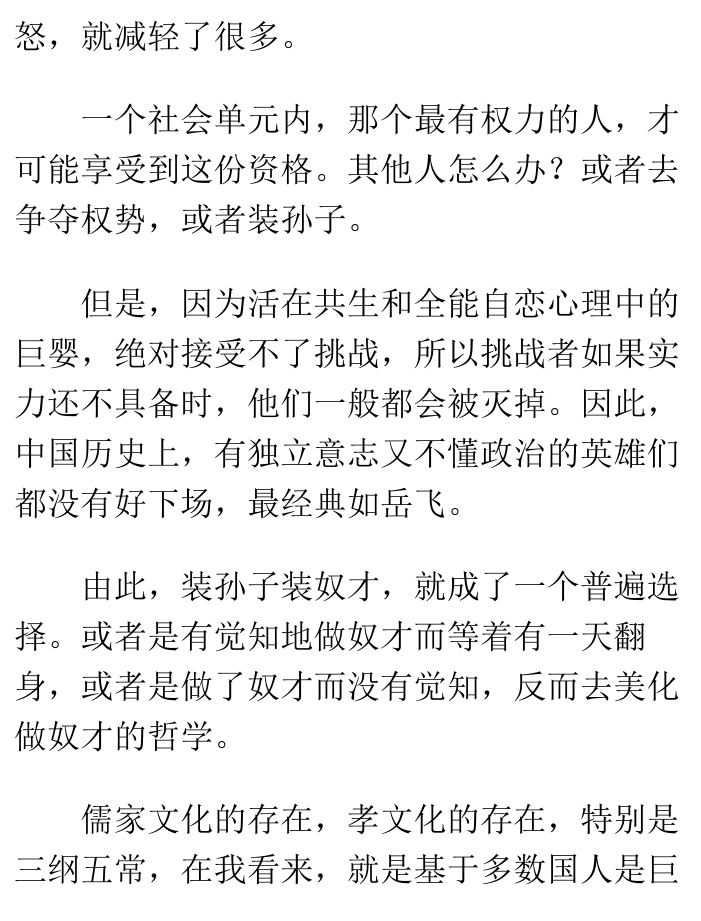 怒，就减轻了很多。
一个社会单元内，那个最有权力的人，才
可能享受到这份资格。其他人怎么办？或者去
争夺权势，或者装孙子。
但是，因为活在共生和全能自恋心理中的
巨婴，绝对接受不了挑战，所以挑战者如果实
力还不具备时，他们一般都会被灭掉。因此，
中国历史上，有独立意志又不懂政治的英雄们
都没有好下场，最经典如岳飞。
由此，装孙子装奴才，就成了一个普遍选
择。或者是有觉知地做奴才而等着有一天翻
身，或者是做了奴才而没有觉知，反而去美化
做奴才的哲学。
儒家文化的存在，孝文化的存在，特别是
三纲五常，在我看来，就是基于多数国人是巨